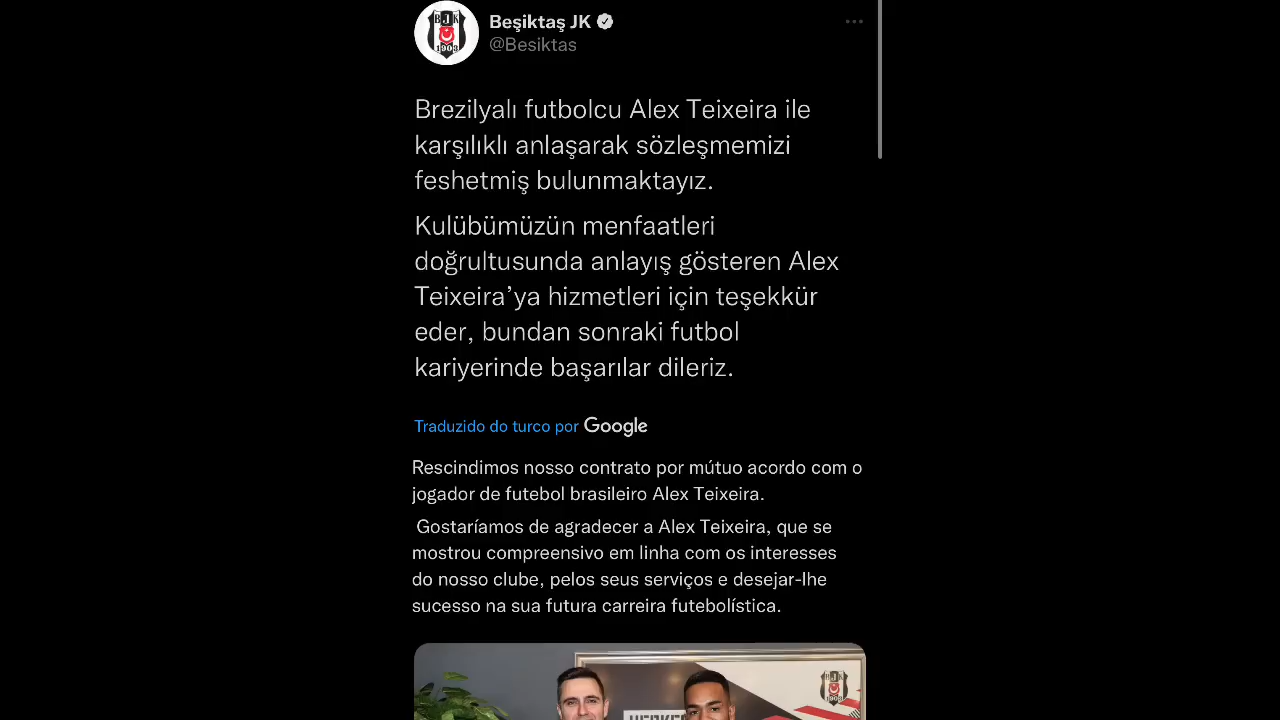 Beşiktaş JK
@Besiktas
Brezilyalı futbolcu Alex Teixeira ile
karşılıklı anlaşarak sözleşmemizi
feshetmiş bulunmaktayız.
Kulübümüzün menfaatleri
doğrultusunda anlayış gösteren Alex
Teixeira’ya hizmetleri için teşekkür
eder, bundan sonraki futbol
kariyerinde başarılar dileriz.
Traduzido do turco por Google
Rescindimos nosso contrato por mútuo acordo com o
jogador de futebol brasileiro Alex Teixeira.
Gostaríamos de agradecer a Alex Teixeira, que se
mostrou compreensivo em linha com os interesses
do nosso clube, pelos seus serviços e desejar-lhe
sucesso na sua futura carreira futebolística.